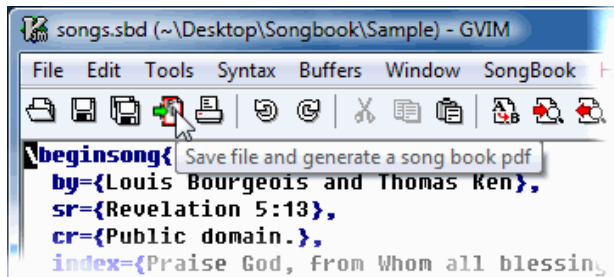 songs.sbd (~\Desktop\Songbook\Sample) - GVIM
File Edit Tools Syntax Buffers Window SongBook
\beginsong{
Save file and generate a song book pdf
by={Louis Bourgeois and Thomas Ken},
sr={Revelation 5:13},
cr={Public domain.},
index={Praise God, from Whom all blessing